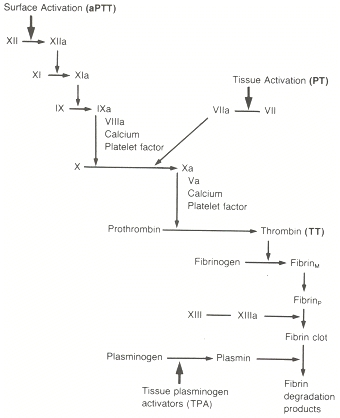 Surface Activation (aPTT)
XII XIIa
XI XIa
Tissue Activation (PT)
IX IXa
VIIa VII
VIIIa
Calcium
Platelet factor
X Xa
Va
Calcium
Platelet factor
Prothrombin Thrombin (TT)
Fibrinogen FibrinM
FibrinP
XIII XIIIa
Fibrin clot
Plasminogen Plasmin
Tissue plasminogen
activators (TPA)
Fibrin
degradation
products